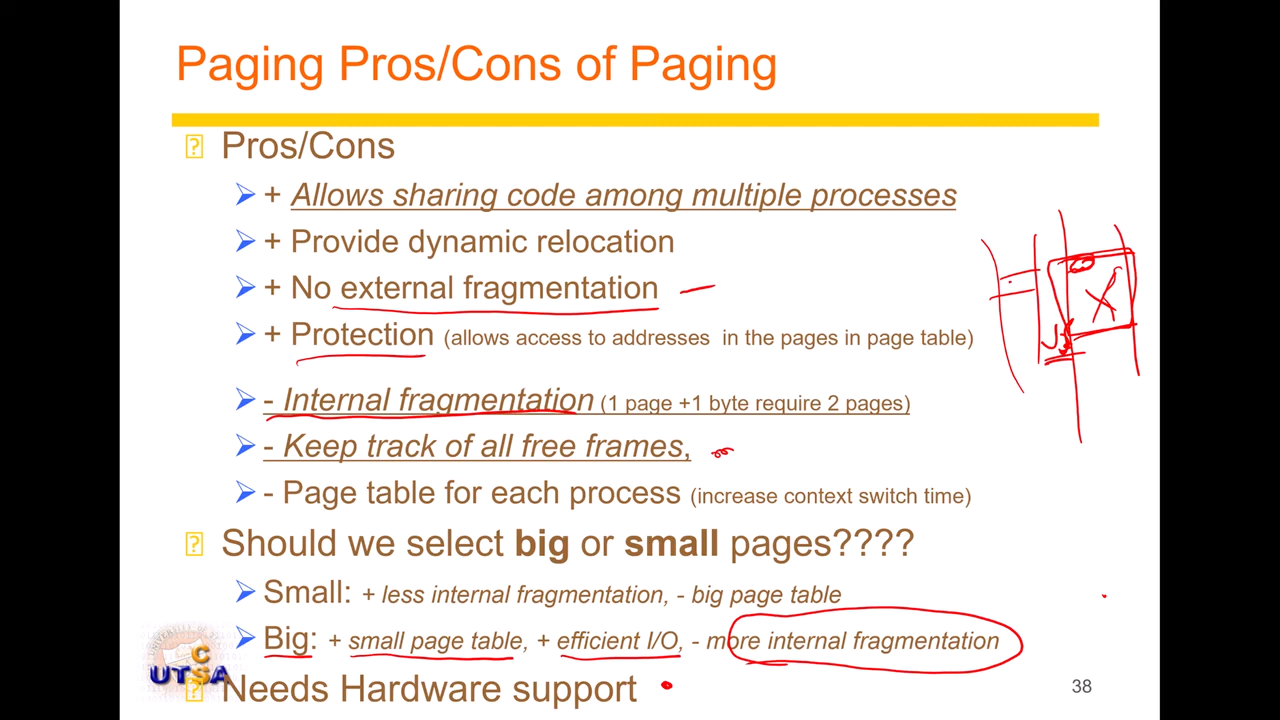 Paging Pros/Cons of Paging
Pros/Cons
+ Allows sharing code among multiple processes
+ Provide dynamic relocation
+ No external fragmentation
+ Protection (allows access to addresses in the pages in page table)
- Internal fragmentation (1 page +1 byte require 2 pages)
- Keep track of all free frames,
- Page table for each process (increase context switch time)
Should we select big or small pages????
Small: + less internal fragmentation, - big page table
Big: + small page table, + efficient I/O, - more internal fragmentation
Needs Hardware support
UTSA
CS
38